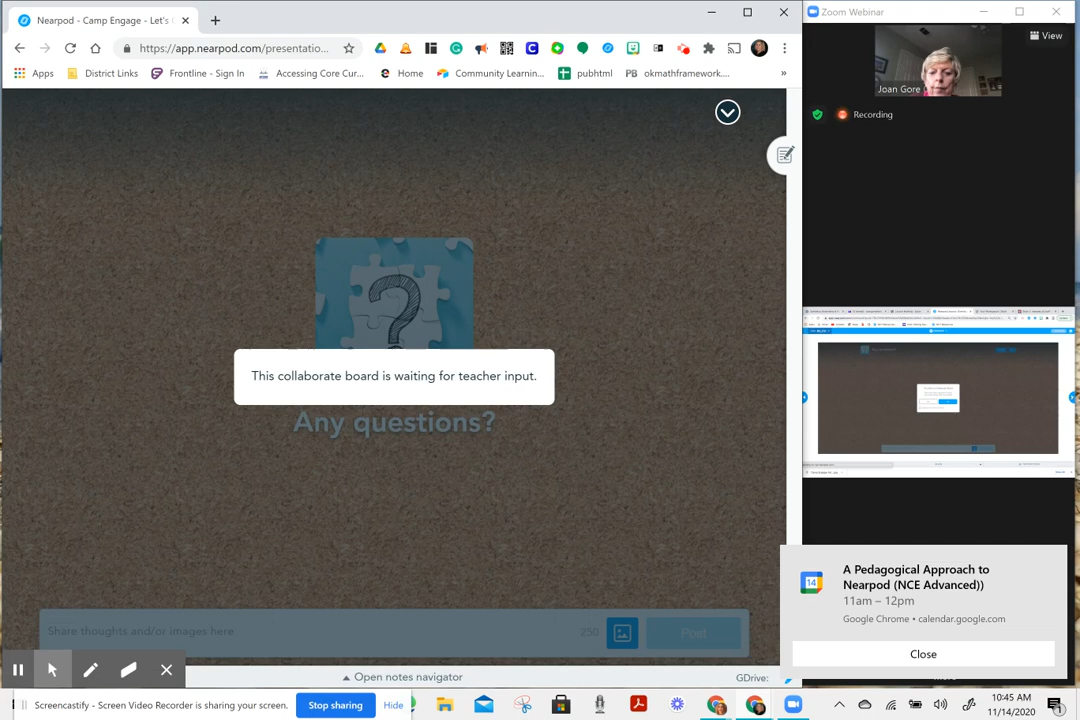 Nearpod - Camp Engage - Let's
https://app.nearpod.com/presentatio...
Apps
District Links
Frontline - Sign In
Accessing Core Cur...
Home
Community Learnin...
pubhtml
PB okmathframework....
»
This collaborate board is waiting for teacher input.
Any questions?
Share thoughts and/or images here
250
Post
Open notes navigator
GDrive:
Screencastify - Screen Video Recorder is sharing your screen.
Stop sharing
Hide
Zoom Webinar
View
Joan Gore
Recording
14
A Pedagogical Approach to
Nearpod (NCE Advanced))
11am – 12pm
Google Chrome • calendar.google.com
Close
10:45 AM
11/14/2020